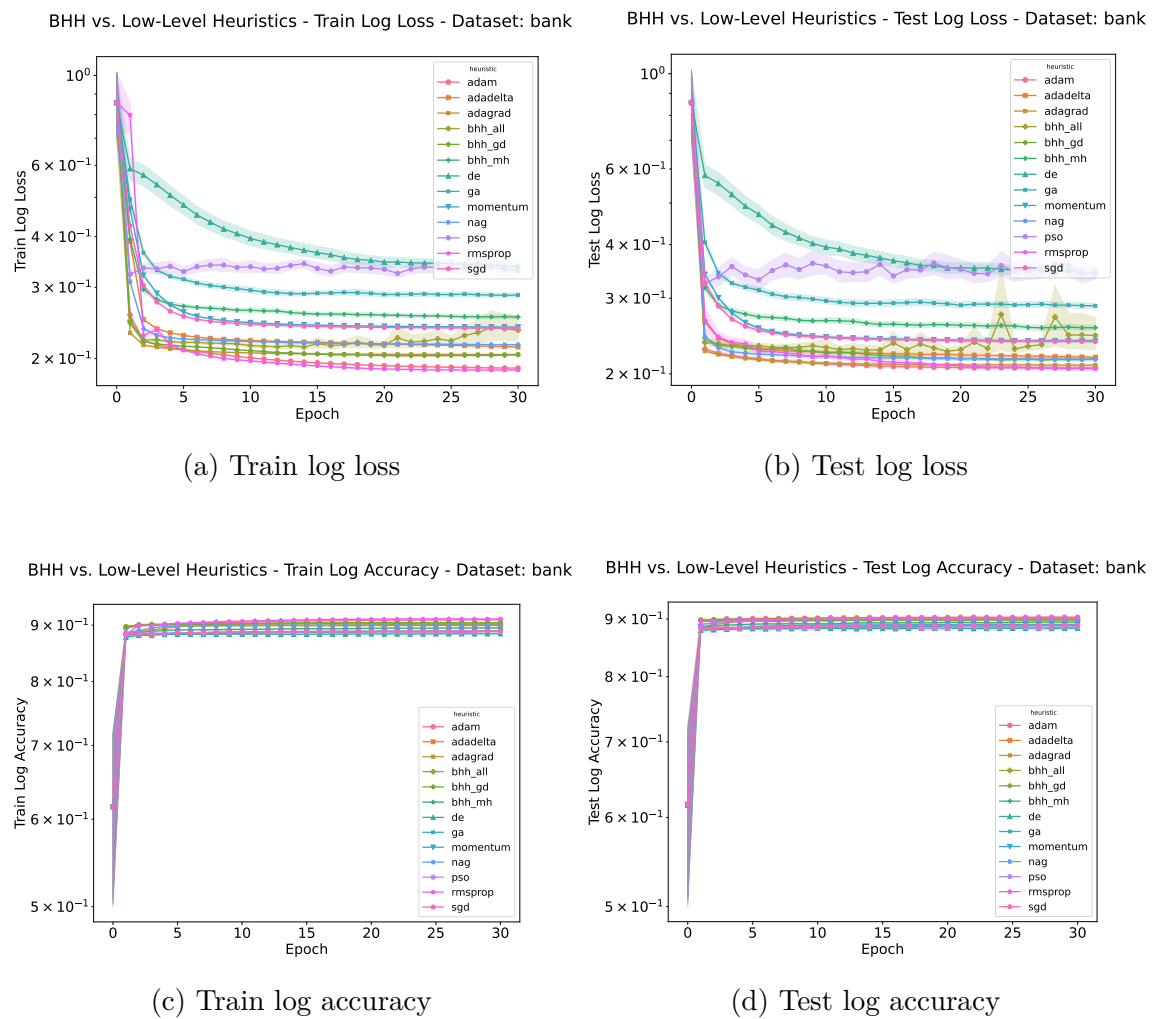 BHH vs. Low-Level Heuristics - Train Log Loss - Dataset: bank
10⁰
6 × 10⁻¹
4 × 10⁻¹
3 × 10⁻¹
2 × 10⁻¹
Train Log Loss
0 5 10 15 20 25 30
Epoch
heuristic
adam
adadelta
adagrad
bhh_all
bhh_gd
bhh_mh
de
ga
momentum
nag
pso
rmsprop
sgd
(a) Train log loss
BHH vs. Low-Level Heuristics - Test Log Loss - Dataset: bank
10⁰
6 × 10⁻¹
4 × 10⁻¹
3 × 10⁻¹
2 × 10⁻¹
Test Log Loss
0 5 10 15 20 25 30
Epoch
heuristic
adam
adadelta
adagrad
bhh_all
bhh_gd
bhh_mh
de
ga
momentum
nag
pso
rmsprop
sgd
(b) Test log loss
BHH vs. Low-Level Heuristics - Train Log Accuracy - Dataset: bank
9 × 10⁻¹
8 × 10⁻¹
7 × 10⁻¹
6 × 10⁻¹
5 × 10⁻¹
Train Log Accuracy
0 5 10 15 20 25 30
Epoch
heuristic
adam
adadelta
adagrad
bhh_all
bhh_gd
bhh_mh
de
ga
momentum
nag
pso
rmsprop
sgd
(c) Train log accuracy
BHH vs. Low-Level Heuristics - Test Log Accuracy - Dataset: bank
9 × 10⁻¹
8 × 10⁻¹
7 × 10⁻¹
6 × 10⁻¹
5 × 10⁻¹
Test Log Accuracy
0 5 10 15 20 25 30
Epoch
heuristic
adam
adadelta
adagrad
bhh_all
bhh_gd
bhh_mh
de
ga
momentum
nag
pso
rmsprop
sgd
(d) Test log accuracy